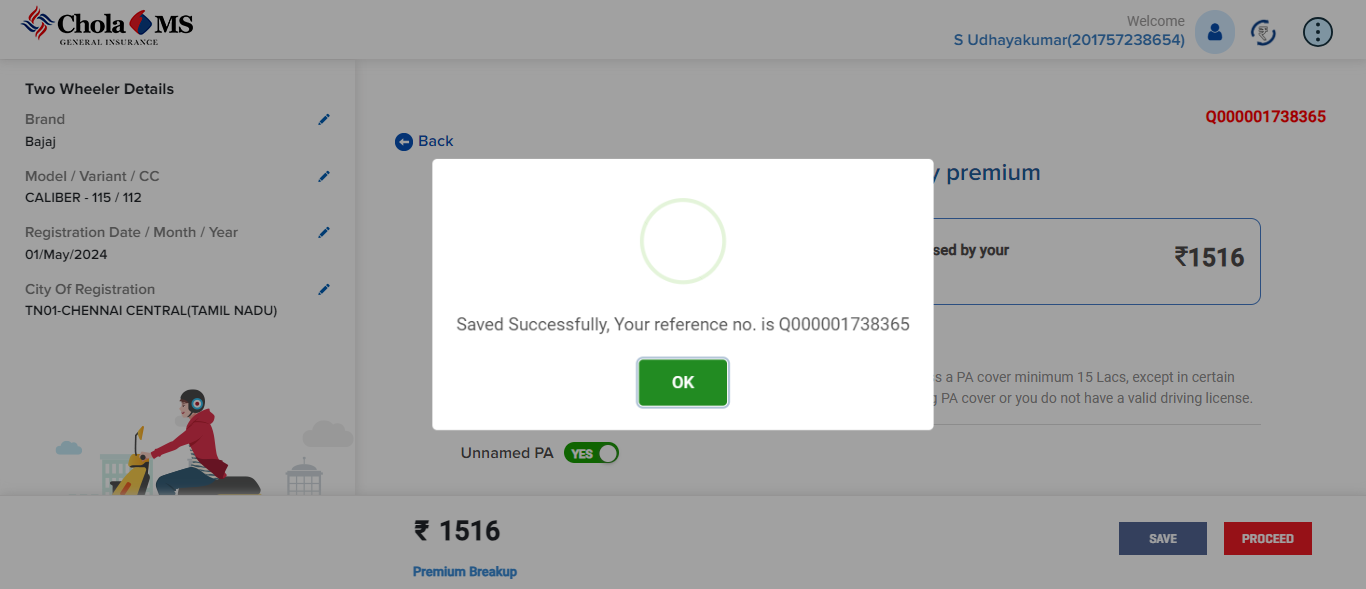 Chola MS
GENERAL INSURANCE
Welcome
S Udhayakumar(201757238654)
Two Wheeler Details
Brand
Bajaj
Model / Variant / CC
CALIBER - 115 / 112
Registration Date / Month / Year
01/May/2024
City Of Registration
TN01-CHENNAI CENTRAL(TAMIL NADU)
Q000001738365
Back
premium
sed by your
₹1516
Saved Successfully, Your reference no. is Q000001738365
OK
s a PA cover minimum 15 Lacs, except in certain
PA cover or you do not have a valid driving license.
Unnamed PA YES
₹ 1516
Premium Breakup
SAVE
PROCEED